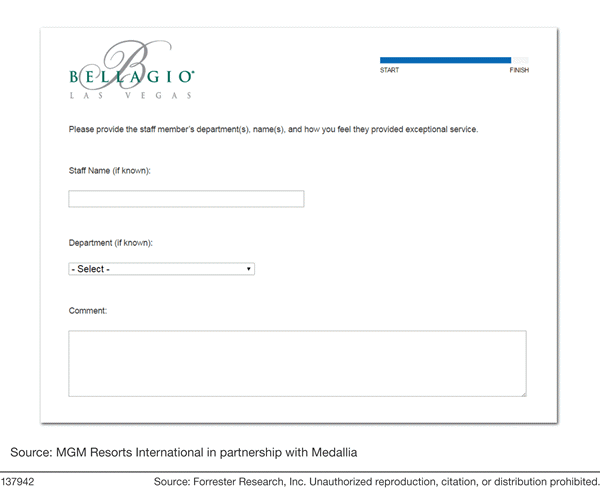 B
BELLAGIO®
LAS VEGAS
START FINISH
Please provide the staff member's department(s), name(s), and how you feel they provided exceptional service.
Staff Name (if known):
Department (if known):
- Select -
Comment:
Source: MGM Resorts International in partnership with Medallia
137942 Source: Forrester Research, Inc. Unauthorized reproduction, citation, or distribution prohibited.